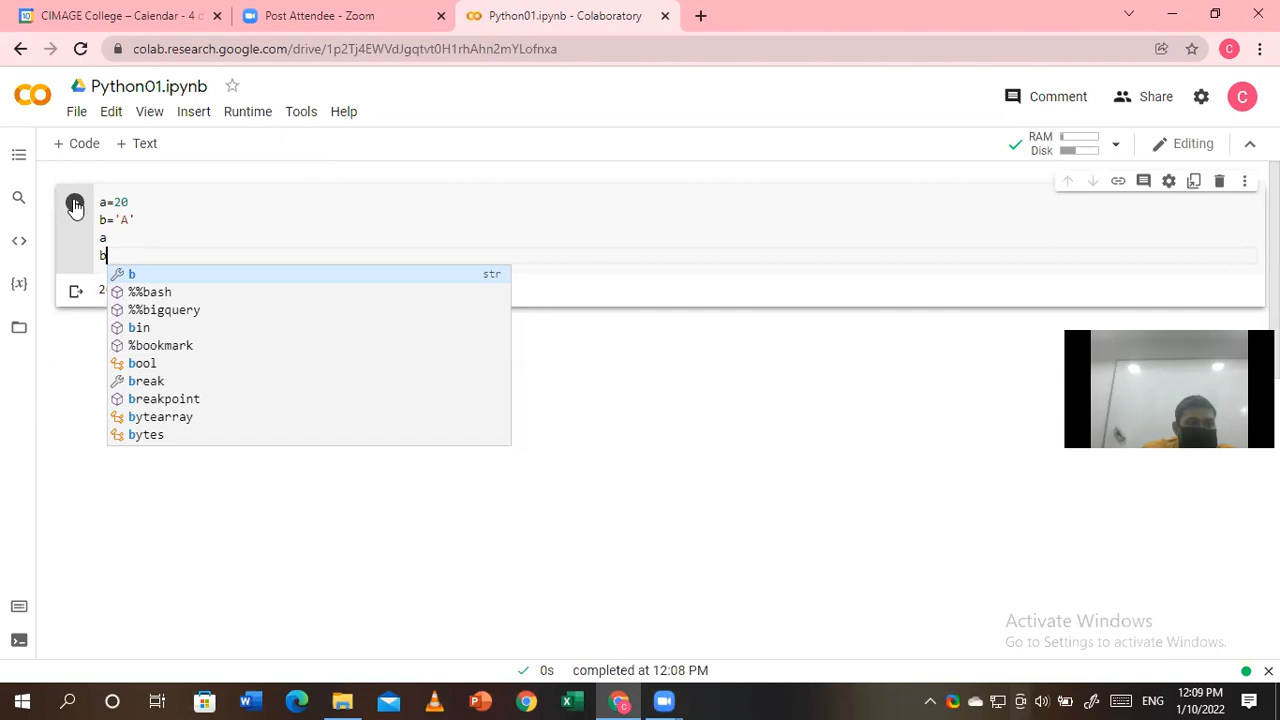 CIMAGE College – Calendar - 4 c
Post Attendee - Zoom
Python01.ipynb - Colaboratory
colab.research.google.com/drive/1p2Tj4EWVdJgqtvt0H1rhAhn2mYLofnxa
C
Python01.ipynb
File Edit View Insert Runtime Tools Help
Comment
Share
C
+ Code + Text
RAM
Disk
Editing
a=20
b='A'
a
b
b str
%%bash
%%bigquery
bin
%bookmark
bool
break
breakpoint
bytearray
bytes
Activate Windows
Go to Settings to activate Windows.
0s completed at 12:08 PM
ENG
12:09 PM
1/10/2022